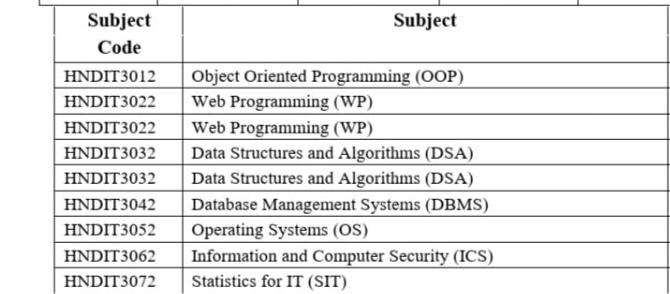 Subject Code Subject
HNDIT3012 Object Oriented Programming (OOP)
HNDIT3022 Web Programming (WP)
HNDIT3022 Web Programming (WP)
HNDIT3032 Data Structures and Algorithms (DSA)
HNDIT3032 Data Structures and Algorithms (DSA)
HNDIT3042 Database Management Systems (DBMS)
HNDIT3052 Operating Systems (OS)
HNDIT3062 Information and Computer Security (ICS)
HNDIT3072 Statistics for IT (SIT)